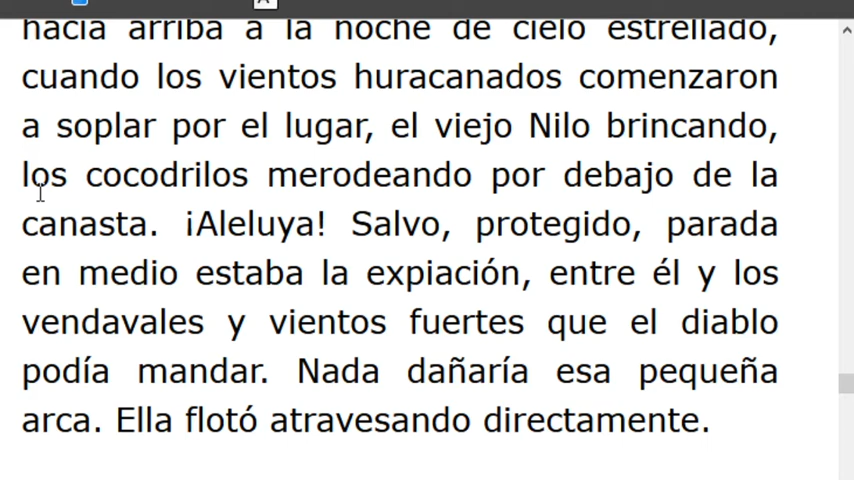 hacia arriba a la noche de cielo estrellado,
cuando los vientos huracanados comenzaron
a soplar por el lugar, el viejo Nilo brincando,
los cocodrilos merodeando por debajo de la
canasta. ¡Aleluya! Salvo, protegido, parada
en medio estaba la expiación, entre él y los
vendavales y vientos fuertes que el diablo
podía mandar. Nada dañaría esa pequeña
arca. Ella flotó atravesando directamente.